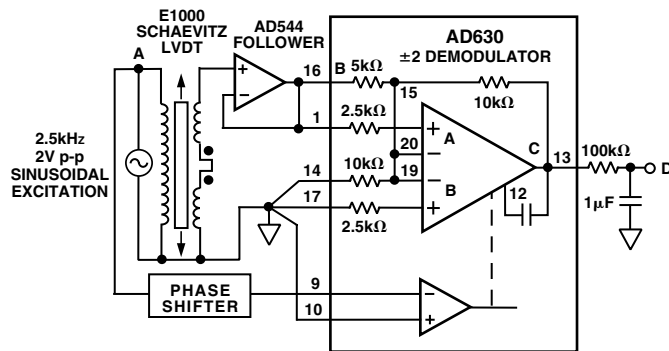 E1000
SCHAEVITZ
LVDT
A
AD544
FOLLOWER
AD630
±2 DEMODULATOR
16
B
5kΩ
15
10kΩ
1
2.5kΩ
A
20
C
13
100kΩ
D
2.5kHz
2V p-p
SINUSOIDAL
EXCITATION
14
10kΩ
19
B
12
1µF
17
2.5kΩ
PHASE
SHIFTER
9
10
+
−
+
−
−
+
−
+